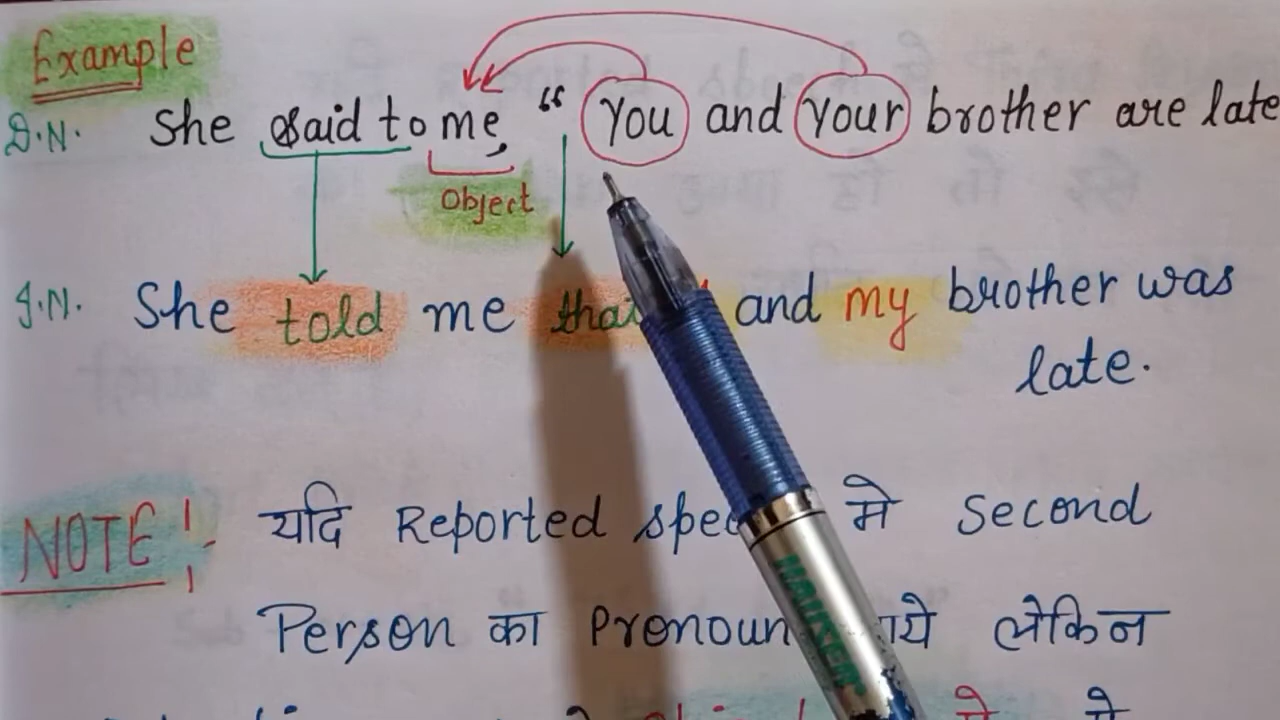 Example
D.N. She said to me, “ You and your brother are late
Object
I.N. She told me that and my brother was
late.
NOTE! यदि Reported मे Second
Person का Pronoun लेकिन